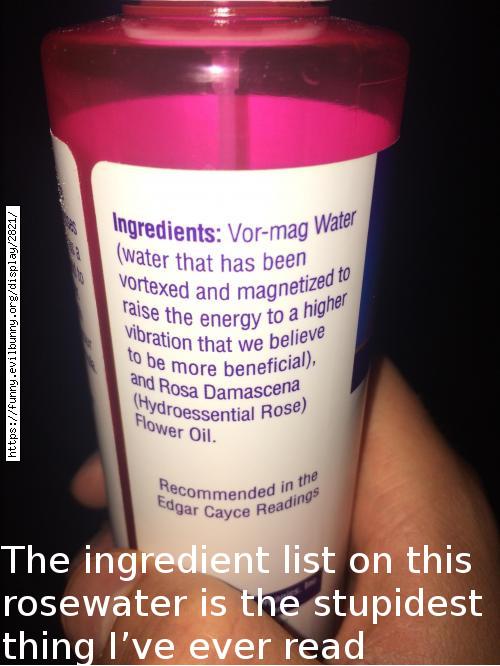 Ingredients: Vor-mag Water
(water that has been
vortexed and magnetized to
raise the energy to a higher
vibration that we believe
to be more beneficial),
and Rosa Damascena
(Hydroessential Rose)
Flower Oil.
Recommended in the
Edgar Cayce Readings
https://funny.evilbunny.org/display/2821/
The ingredient list on this
rosewater is the stupidest
thing I’ve ever read